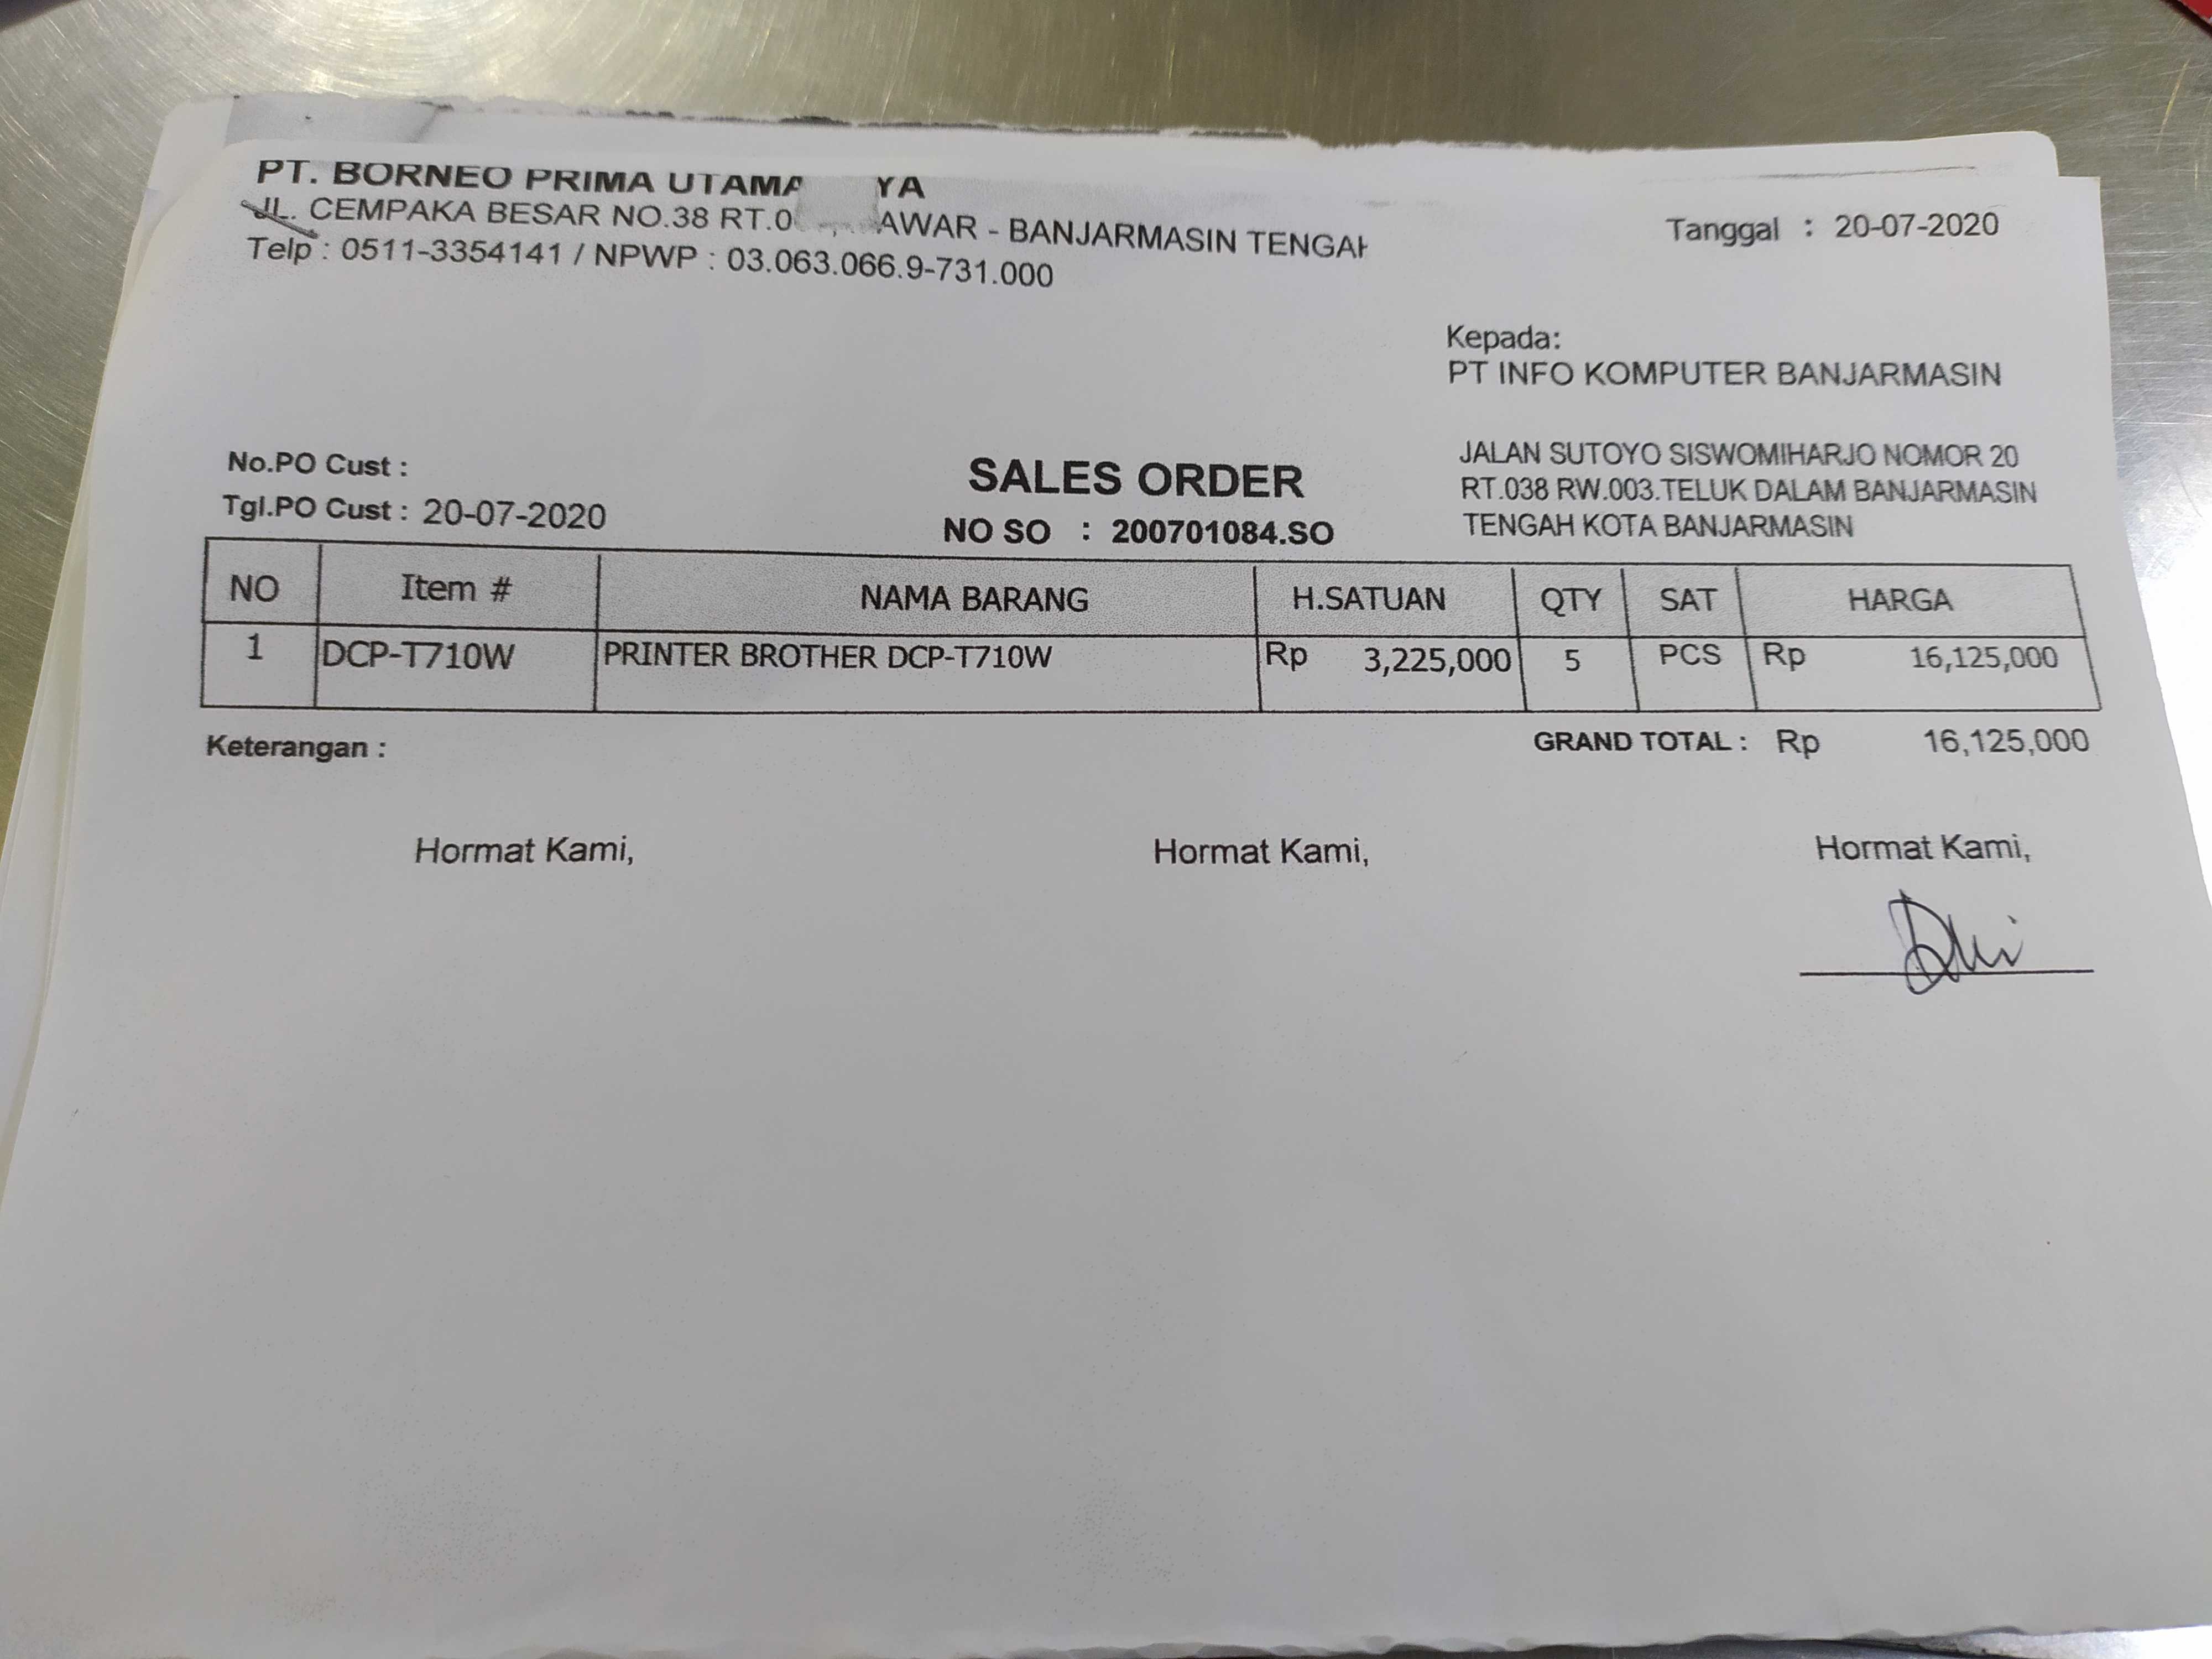 PT. BORNEO PRIMA UTAMA YA
JL. CEMPAKA BESAR NO.38 RT.0 AWAR - BANJARMASIN TENGAH
Telp : 0511-3354141 / NPWP : 03.063.066.9-731.000
Tanggal : 20-07-2020
Kepada:
PT INFO KOMPUTER BANJARMASIN
JALAN SUTOYO SISWOMIHARJO NOMOR 20
RT.038 RW.003.TELUK DALAM BANJARMASIN
TENGAH KOTA BANJARMASIN
No.PO Cust :
Tgl.PO Cust : 20-07-2020
SALES ORDER
NO SO : 200701084.SO
NO Item # NAMA BARANG H.SATUAN QTY SAT HARGA
1 DCP-T710W PRINTER BROTHER DCP-T710W Rp 3,225,000 5 PCS Rp 16,125,000
Keterangan :
GRAND TOTAL : Rp 16,125,000
Hormat Kami, Hormat Kami, Hormat Kami,